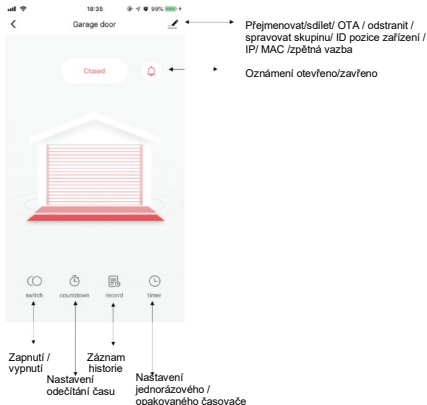 18:35
99%
Garage door
Přejmenovat/sdílet/ OTA / odstranit /
spravovat skupinu/ ID pozice zařízení /
IP/ MAC /zpětná vazba
Closed
Oznámení otevřeno/zavřeno
switch
countdown
record
timer
Zapnutí /
vypnutí
Nastavení
odečítání času
Záznam
historie
Nastavení
jednorázového /
opakovaného časovače